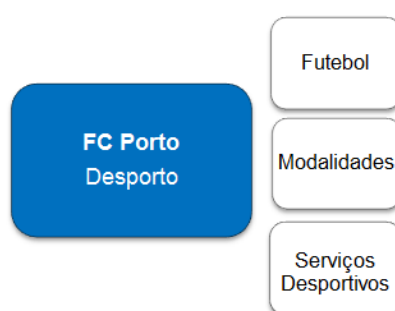 FC Porto
Desporto
Futebol
Modalidades
Serviços
Desportivos